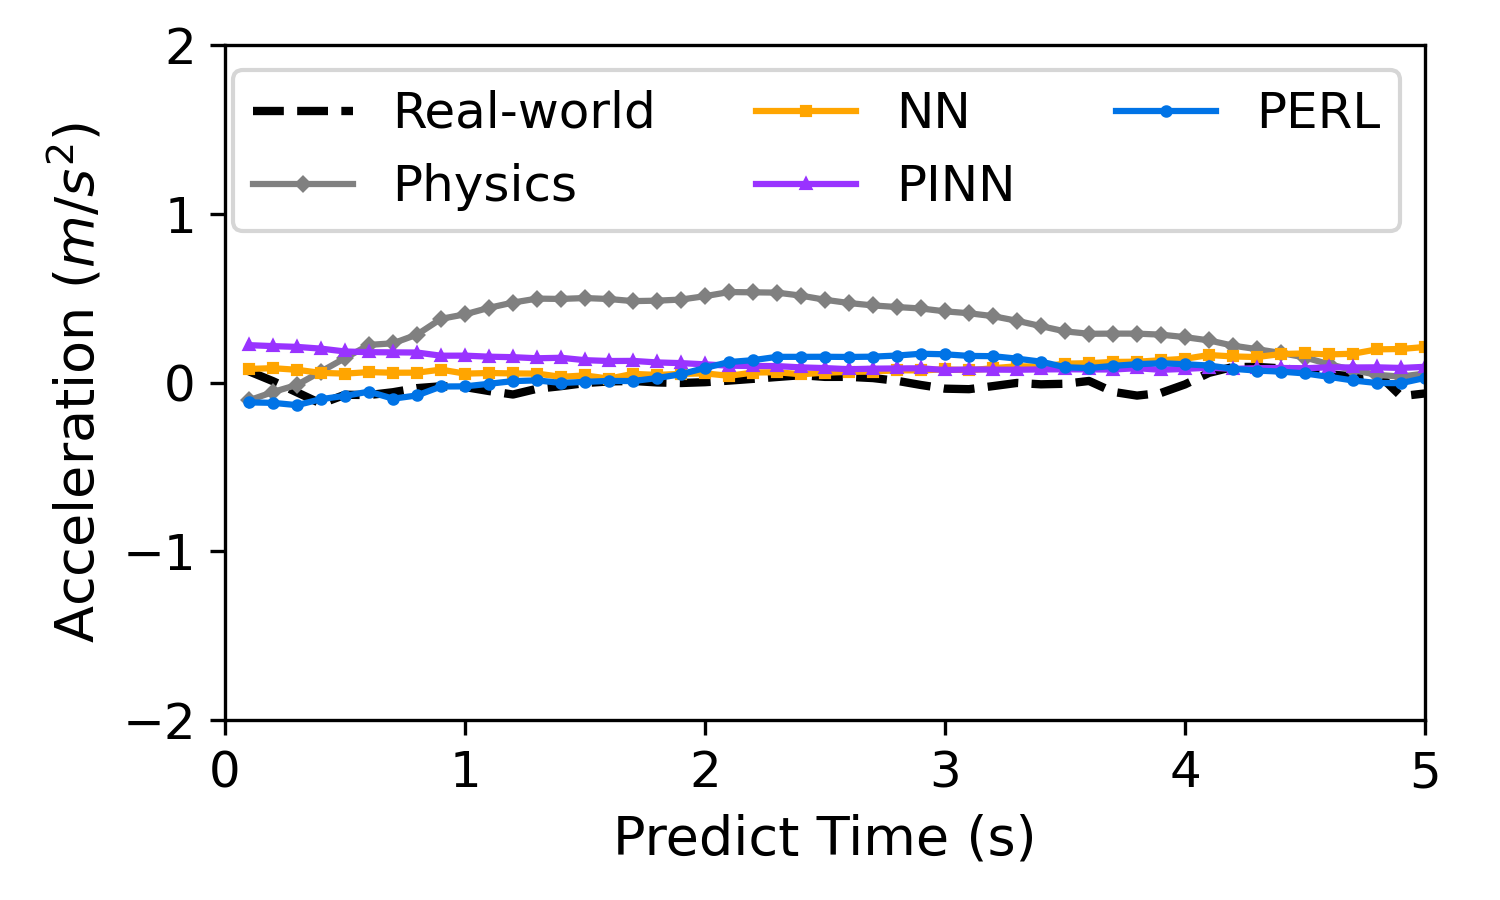 2
1
0
−1
−2
Acceleration (m/s²)
Real-world
Physics
NN
PINN
PERL
0 1 2 3 4 5
Predict Time (s)